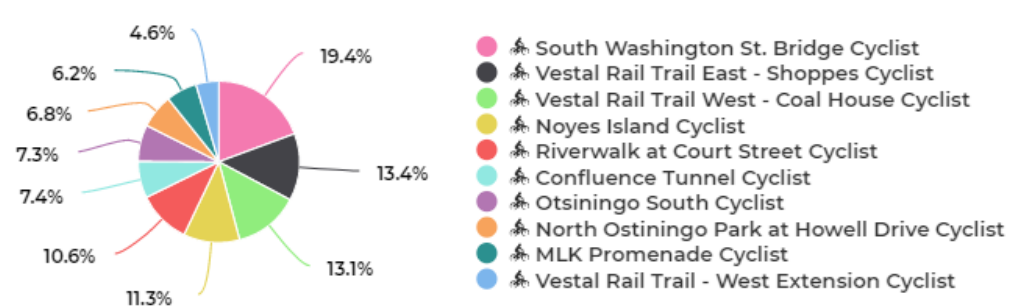 4.6%
19.4%
6.2%
6.8%
7.3%
13.4%
7.4%
10.6%
13.1%
11.3%
South Washington St. Bridge Cyclist
Vestal Rail Trail East - Shoppes Cyclist
Vestal Rail Trail West - Coal House Cyclist
Noyes Island Cyclist
Riverwalk at Court Street Cyclist
Confluence Tunnel Cyclist
Otsiningo South Cyclist
North Ostiningo Park at Howell Drive Cyclist
MLK Promenade Cyclist
Vestal Rail Trail - West Extension Cyclist